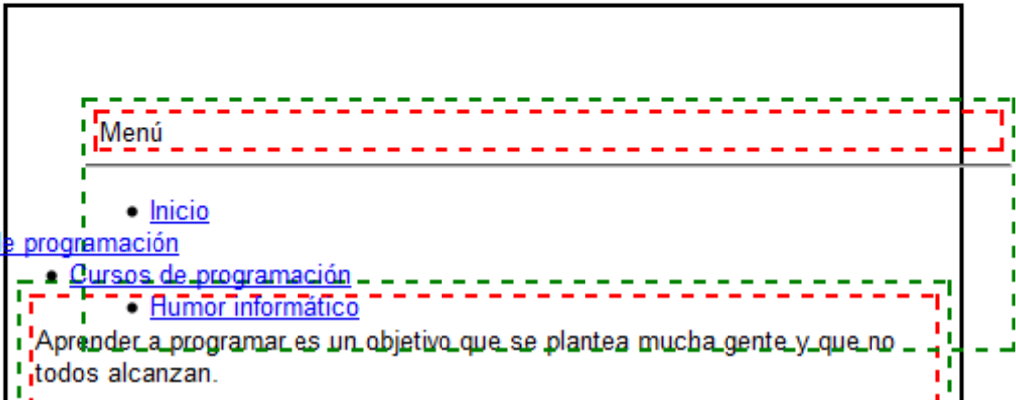 Menú
Inicio
de programación
Cursos de programación
Humor informático
Aprender a programar es un objetivo que se plantea mucha gente y que no
todos alcanzan.